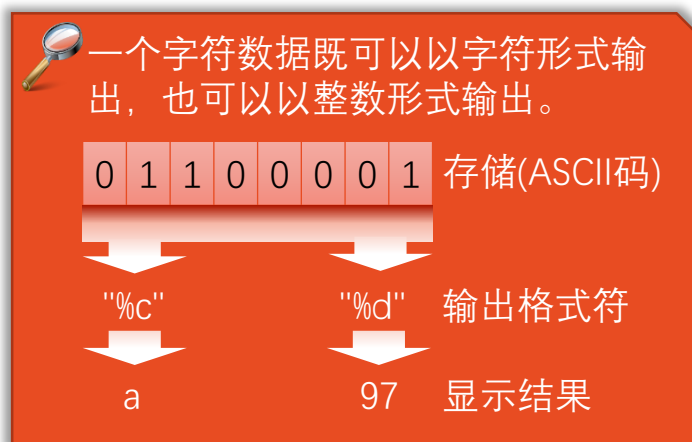 一个字符数据既可以以字符形式输
出，也可以以整数形式输出。
0 1 1 0 0 0 0 1 存储(ASCII码)
"%c" "%d" 输出格式符
a 97 显示结果